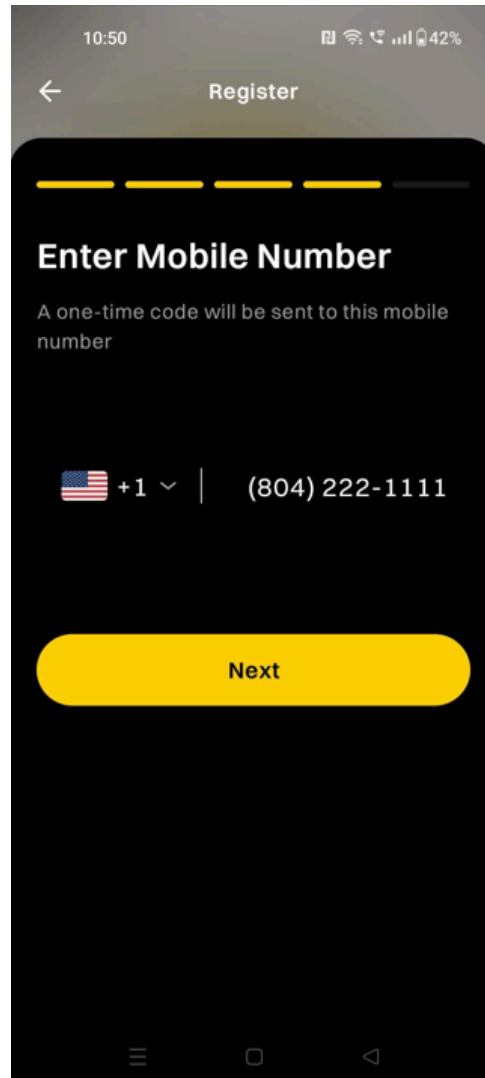 10:50 42%
Register
Enter Mobile Number
A one-time code will be sent to this mobile
number
+1 (804) 222-1111
Next